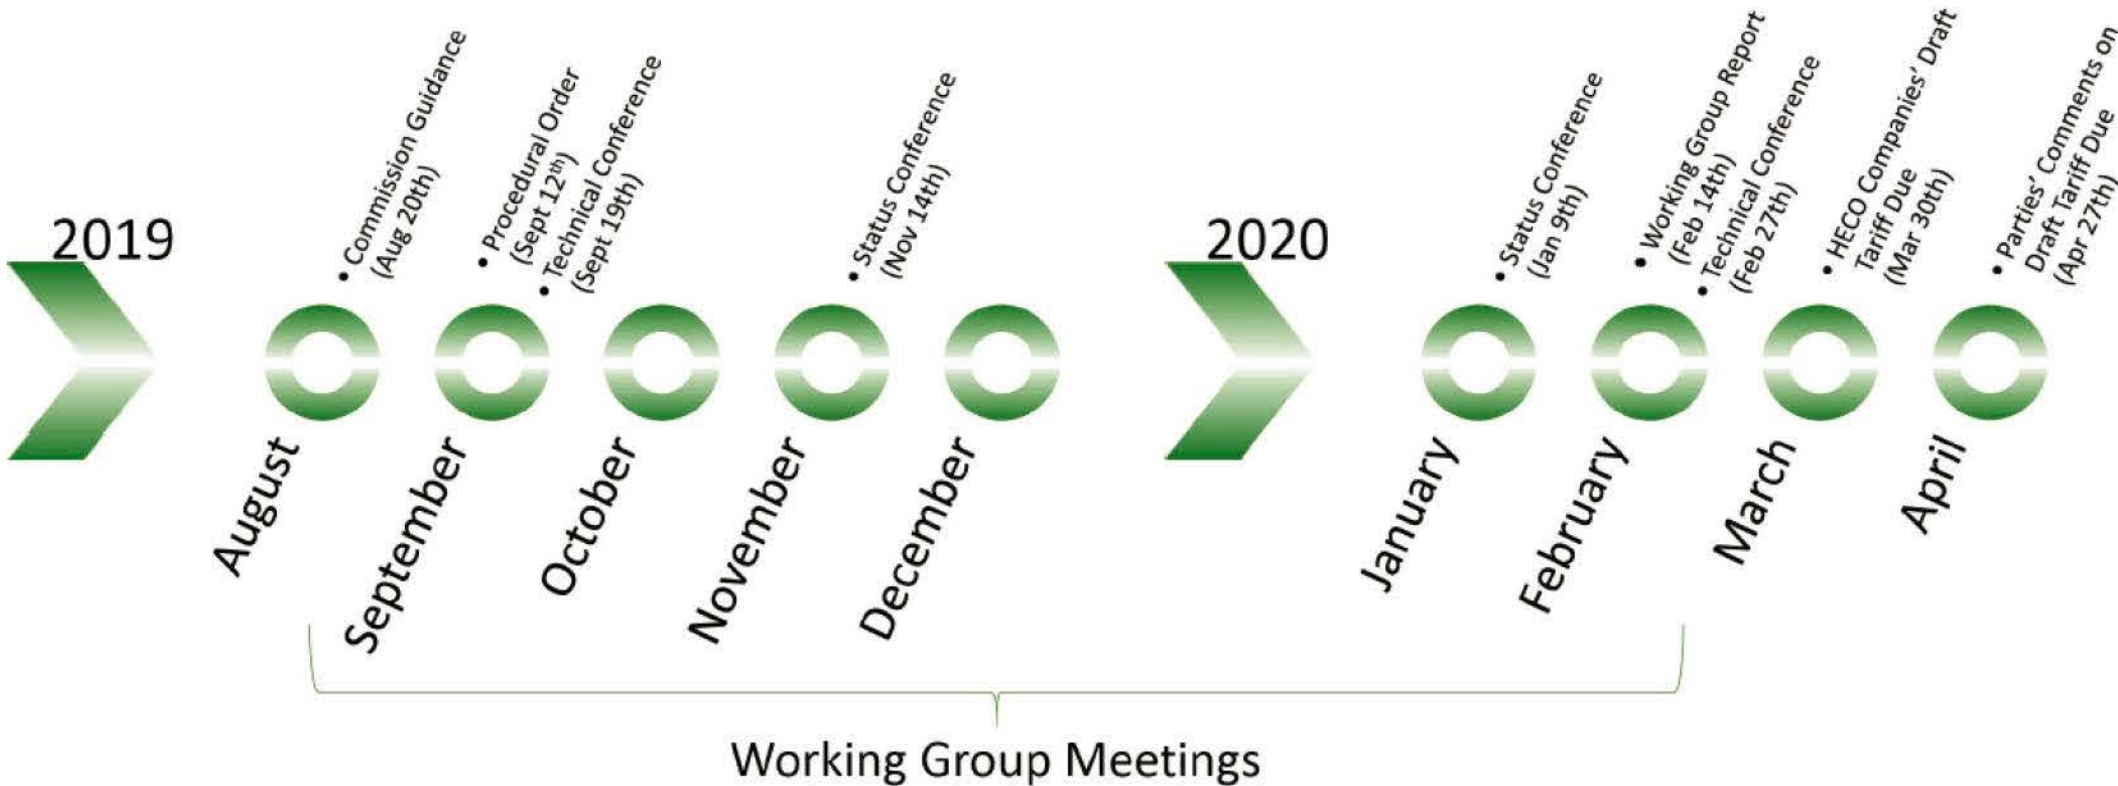 2019
• Commission Guidance
(Aug 20th)
• Procedural Order
(Sept 12th)
• Technical Conference
(Sept 19th)
• Status Conference
(Nov 14th)
2020
• Status Conference
(Jan 9th)
• Working Group Report
(Feb 14th)
• Technical Conference
(Feb 27th)
• HECO Companies' Draft
Tariff Due
(Mar 30th)
• Parties' Comments on
Draft Tariff Due
(Apr 27th)
August
September
October
November
December
January
February
March
April
Working Group Meetings